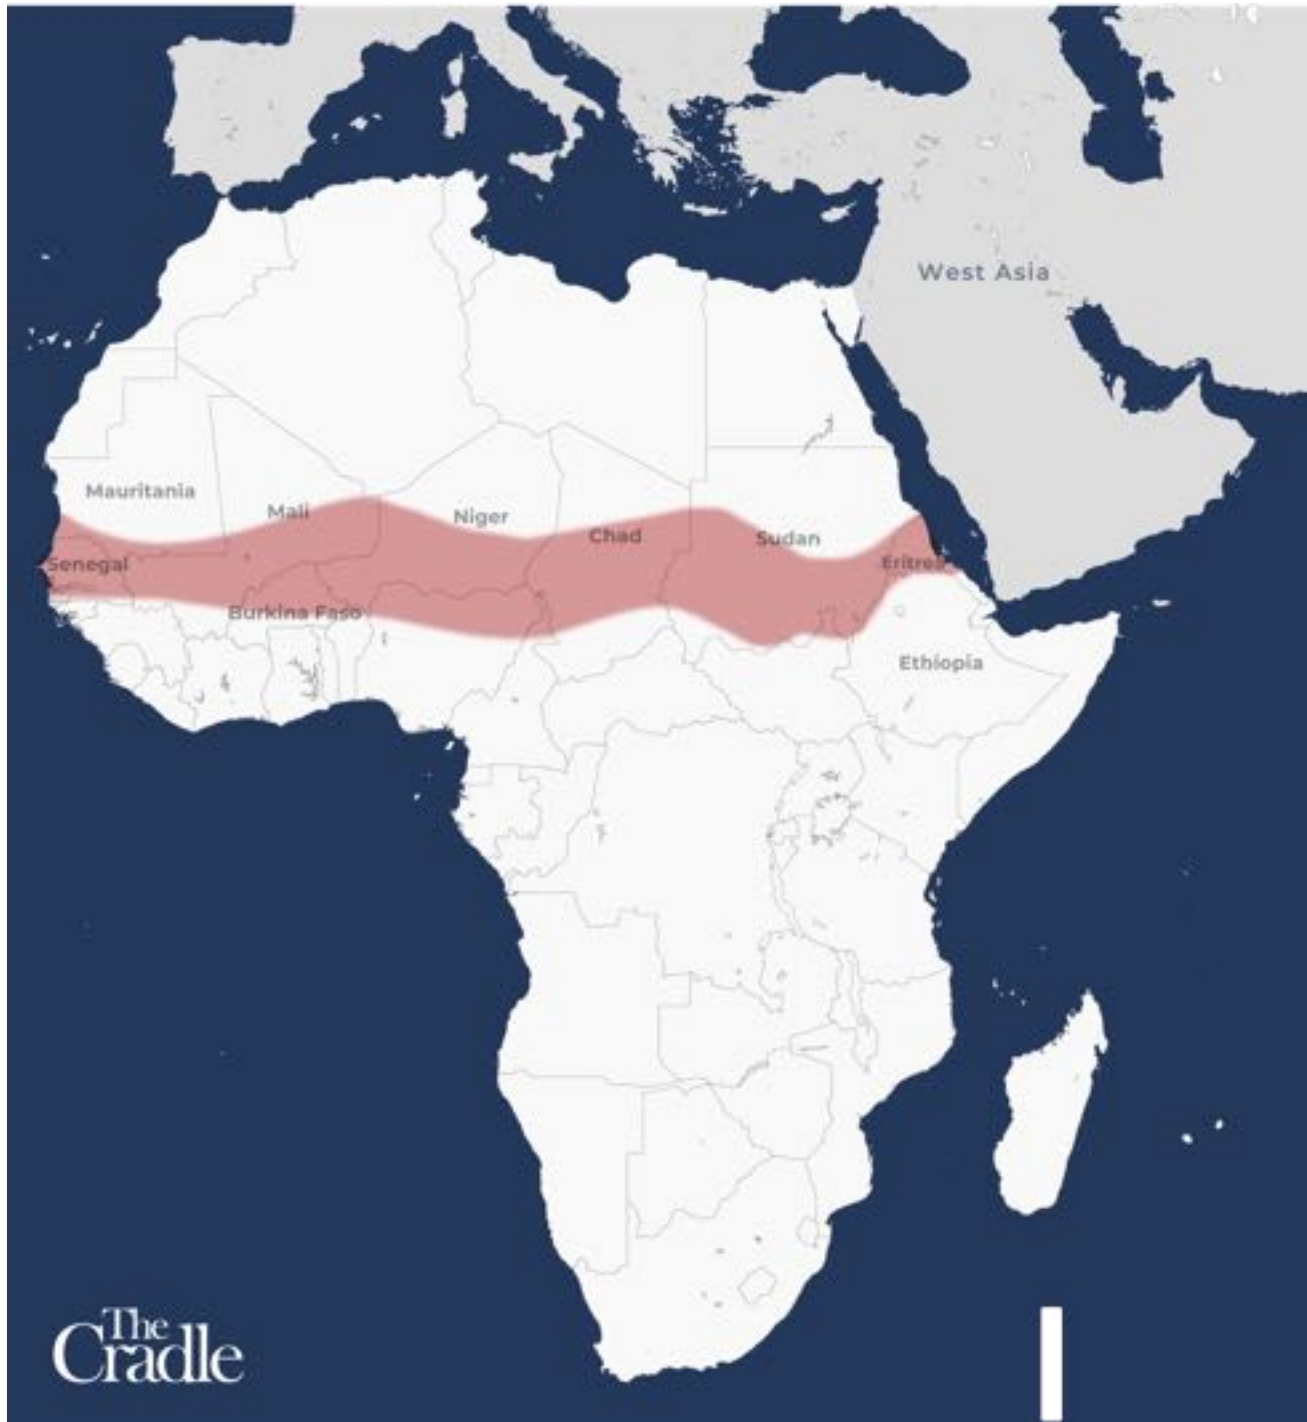 West Asia
Mauritania
Mali
Niger
Chad
Sudan
Senegal
Eritrea
Burkina Faso
Ethiopia
The
Cradle